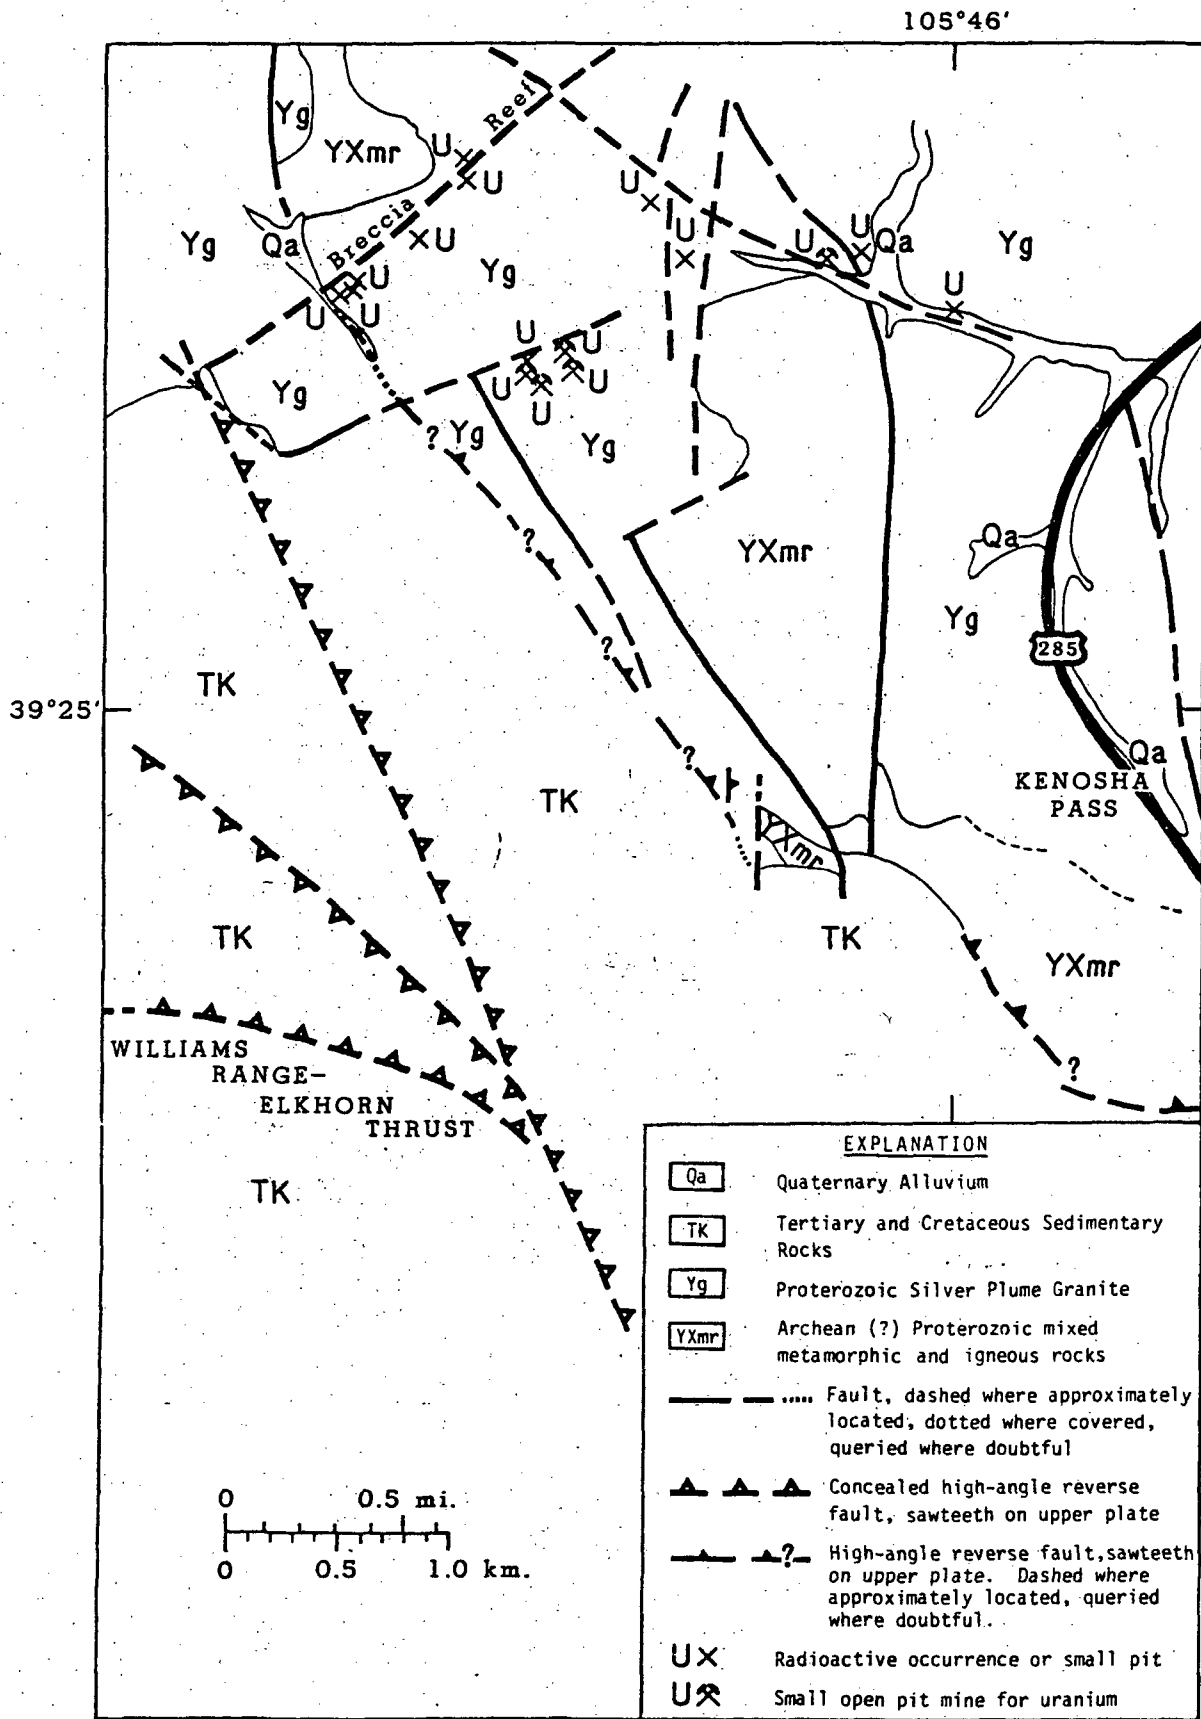 105°46'
Yg
YXmr
Reef
U
U
U
Yg
Qa
Breccia
U
Yg
U
U
Qa
Yg
U
U
U
U
U
U
U
U
Yg
U
U
U
?
Yg
Yg
?
YXmr
Qa
Yg
?
285
TK
39°25'
?
Qa
KENOSHA
PASS
TK
YXmr
TK
TK
YXmr
WILLIAMS
RANGE-
ELKHORN
THRUST
?
TK
EXPLANATION
Qa Quaternary Alluvium
TK Tertiary and Cretaceous Sedimentary
Rocks
Yg Proterozoic Silver Plume Granite
YXmr Archean (?) Proterozoic mixed
metamorphic and igneous rocks
Fault, dashed where approximately
located, dotted where covered,
queried where doubtful
Concealed high-angle reverse
fault, sawteeth on upper plate
? High-angle reverse fault,sawteeth
on upper plate. Dashed where
approximately located, queried
where doubtful.
U Radioactive occurrence or small pit
U Small open pit mine for uranium
0 0.5 mi.
0 0.5 1.0 km.